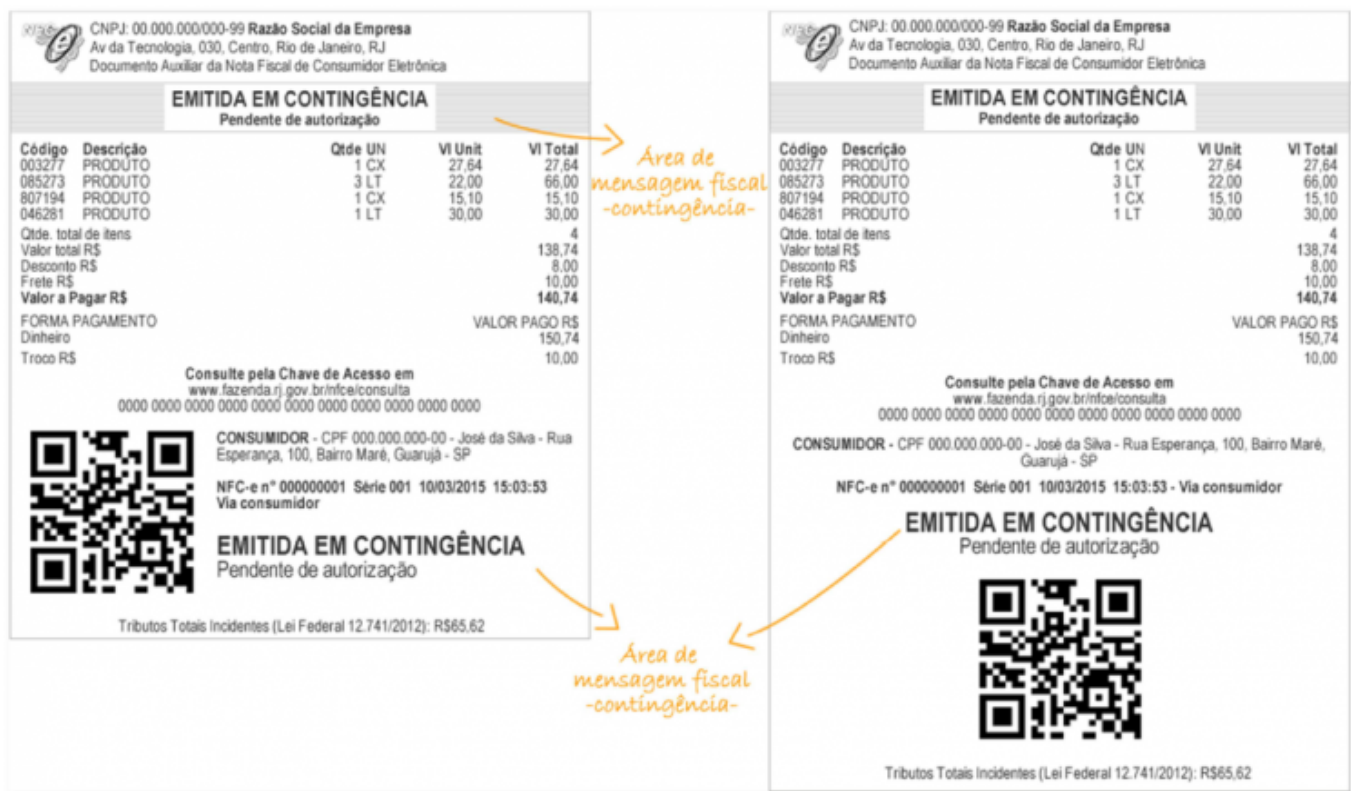 NFC e
CNPJ: 00.000.000/000-99 Razão Social da Empresa
Av da Tecnologia, 030, Centro, Rio de Janeiro, RJ
Documento Auxiliar da Nota Fiscal de Consumidor Eletrônica
EMITIDA EM CONTINGÊNCIA
Pendente de autorização
Código Descrição Qtde UN Vl Unit Vl Total
003277 PRODUTO 1 CX 27,64 27,64
085273 PRODUTO 3 LT 22,00 66,00
807194 PRODUTO 1 CX 15,10 15,10
046281 PRODUTO 1 LT 30,00 30,00
Qtde. total de itens 4
Valor total R$ 138,74
Desconto R$ 8,00
Frete R$ 10,00
Valor a Pagar R$ 140,74
FORMA PAGAMENTO VALOR PAGO R$
Dinheiro 150,74
Troco R$ 10,00
Consulte pela Chave de Acesso em
www.fazenda.rj.gov.br/nfce/consulta
0000 0000 0000 0000 0000 0000 0000 0000 0000 0000 0000
CONSUMIDOR - CPF 000.000.000-00 - José da Silva - Rua
Esperança, 100, Bairro Maré, Guarujá - SP
NFC-e n° 000000001 Série 001 10/03/2015 15:03:53
Via consumidor
EMITIDA EM CONTINGÊNCIA
Pendente de autorização
Tributos Totais Incidentes (Lei Federal 12.741/2012): R$65,62
Área de
mensagem fiscal
-contingência-
Área de
mensagem fiscal
-contingência-
NFC e
CNPJ: 00.000.000/000-99 Razão Social da Empresa
Av da Tecnologia, 030, Centro, Rio de Janeiro, RJ
Documento Auxiliar da Nota Fiscal de Consumidor Eletrônica
EMITIDA EM CONTINGÊNCIA
Pendente de autorização
Código Descrição Qtde UN Vl Unit Vl Total
003277 PRODUTO 1 CX 27,64 27,64
085273 PRODUTO 3 LT 22,00 66,00
807194 PRODUTO 1 CX 15,10 15,10
046281 PRODUTO 1 LT 30,00 30,00
Qtde. total de itens 4
Valor total R$ 138,74
Desconto R$ 8,00
Frete R$ 10,00
Valor a Pagar R$ 140,74
FORMA PAGAMENTO VALOR PAGO R$
Dinheiro 150,74
Troco R$ 10,00
Consulte pela Chave de Acesso em
www.fazenda.rj.gov.br/nfce/consulta
0000 0000 0000 0000 0000 0000 0000 0000 0000 0000 0000
CONSUMIDOR - CPF 000.000.000-00 - José da Silva - Rua Esperança, 100, Bairro Maré,
Guarujá - SP
NFC-e n° 000000001 Série 001 10/03/2015 15:03:53 - Via consumidor
EMITIDA EM CONTINGÊNCIA
Pendente de autorização
Tributos Totais Incidentes (Lei Federal 12.741/2012): R$65,62